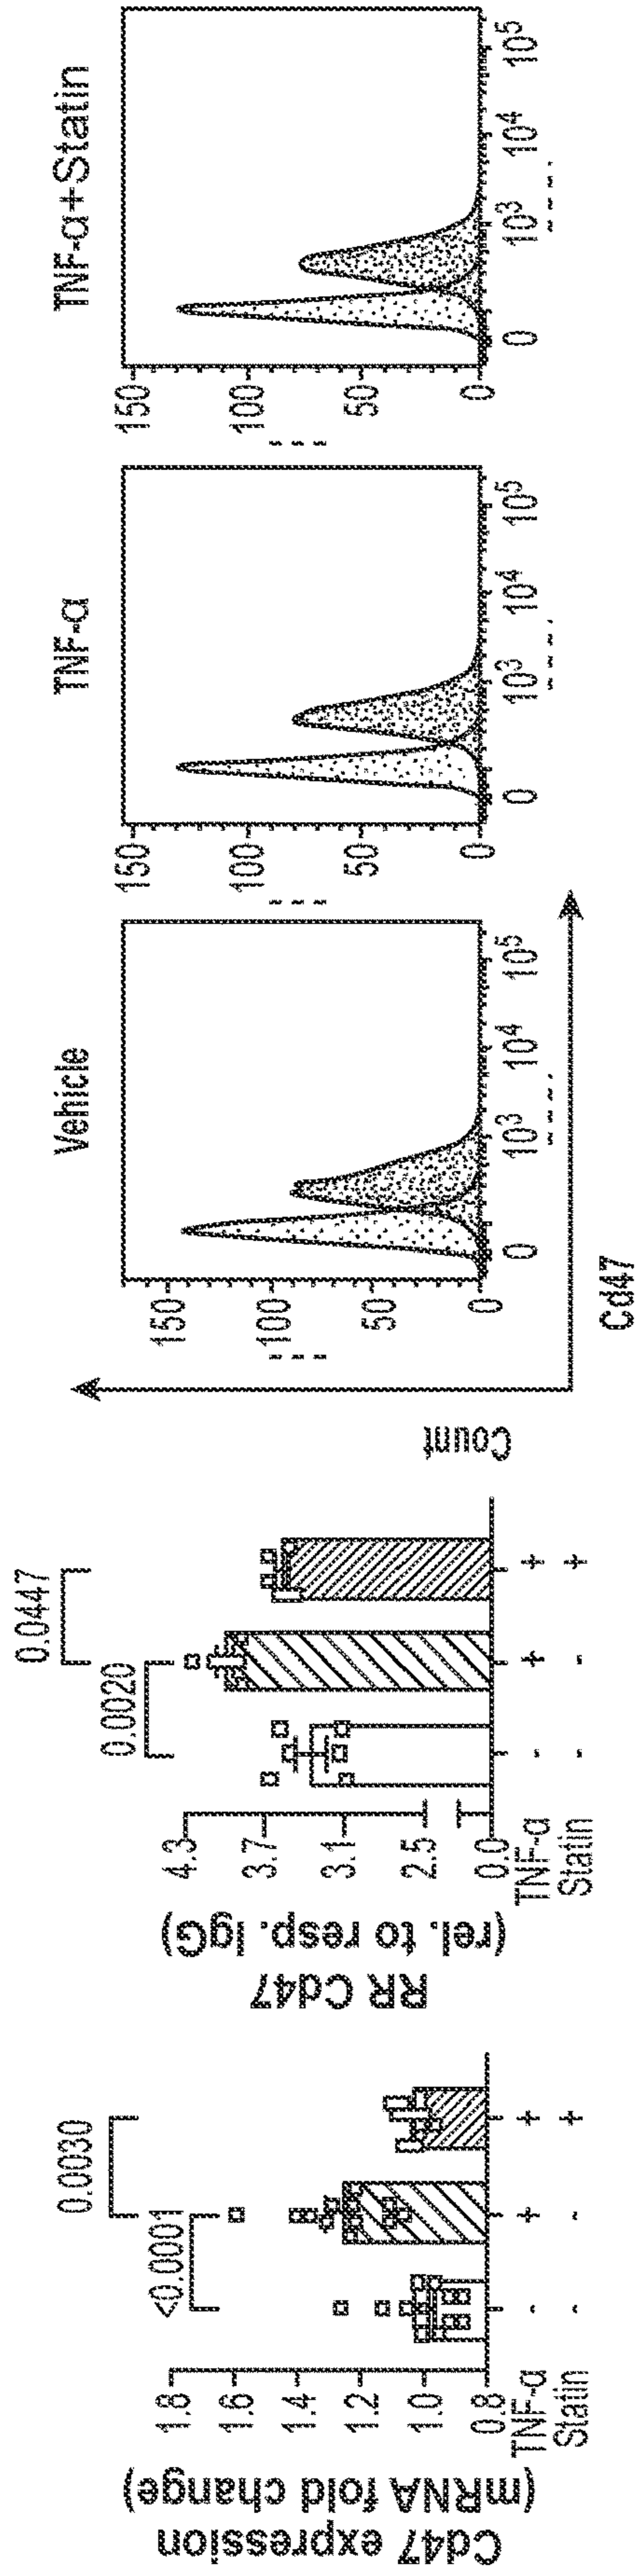 Cd47 expression
(mRNA fold change)
1.8
1.6
1.4
1.2
1.0
0.8
<0.0001
0.0030
TNF-α - + +
Statin - - +
RR Cd47
(rel. to resp. IgG)
4.3
3.7
3.1
2.5
0.0
0.0020
0.0447
TNF-α - + +
Statin - - +
Count
Cd47
Vehicle
150
100
50
0
0 10³ 10⁴ 10⁵
TNF-α
150
100
50
0
0 10³ 10⁴ 10⁵
TNF-α+Statin
150
100
50
0
0 10³ 10⁴ 10⁵